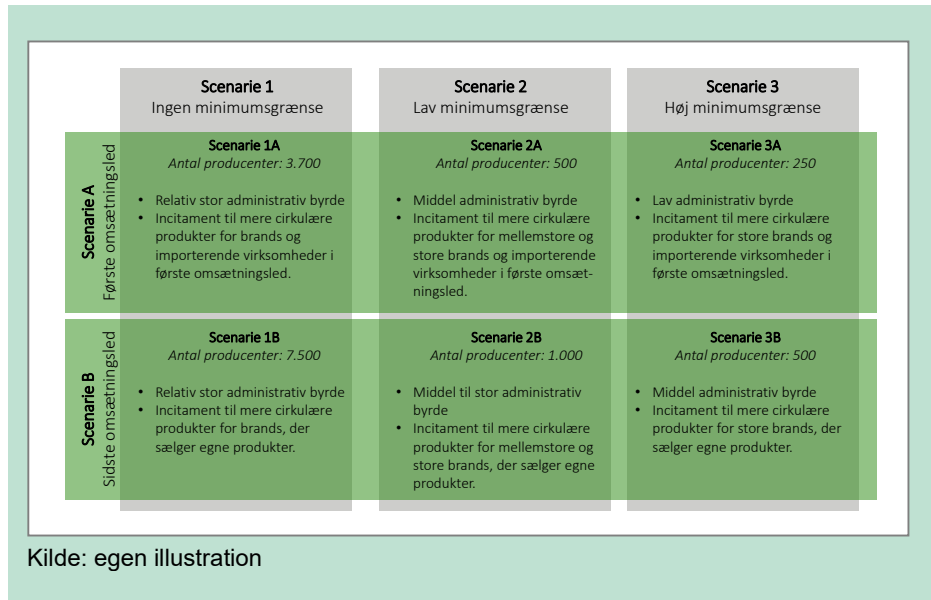 Scenarie 1
Ingen minimumsgrænse
Scenarie 2
Lav minimumsgrænse
Scenarie 3
Høj minimumsgrænse
Scenarie A
Første omsætningsled
Scenarie 1A
Antal producenter: 3.700
• Relativ stor administrativ byrde
• Incitament til mere cirkulære
produkter for brands og
importerende virksomheder i
første omsætningsled.
Scenarie 2A
Antal producenter: 500
• Middel administrativ byrde
• Incitament til mere cirkulære
produkter for mellemstore og
store brands og importerende
virksomheder i første omsæt-
ningsled.
Scenarie 3A
Antal producenter: 250
• Lav administrativ byrde
• Incitament til mere cirkulære
produkter for store brands og
importerende virksomheder i
første omsætningsled.
Scenarie B
Sidste omsætningsled
Scenarie 1B
Antal producenter: 7.500
• Relativ stor administrativ byrde
• Incitament til mere cirkulære
produkter for brands, der
sælger egne produkter.
Scenarie 2B
Antal producenter: 1.000
• Middel til stor administrativ
byrde
• Incitament til mere cirkulære
produkter for mellemstore og
store brands, der sælger egne
produkter.
Scenarie 3B
Antal producenter: 500
• Middel administrativ byrde
• Incitament til mere cirkulære
produkter for store brands, der
sælger egne produkter.
Kilde: egen illustration